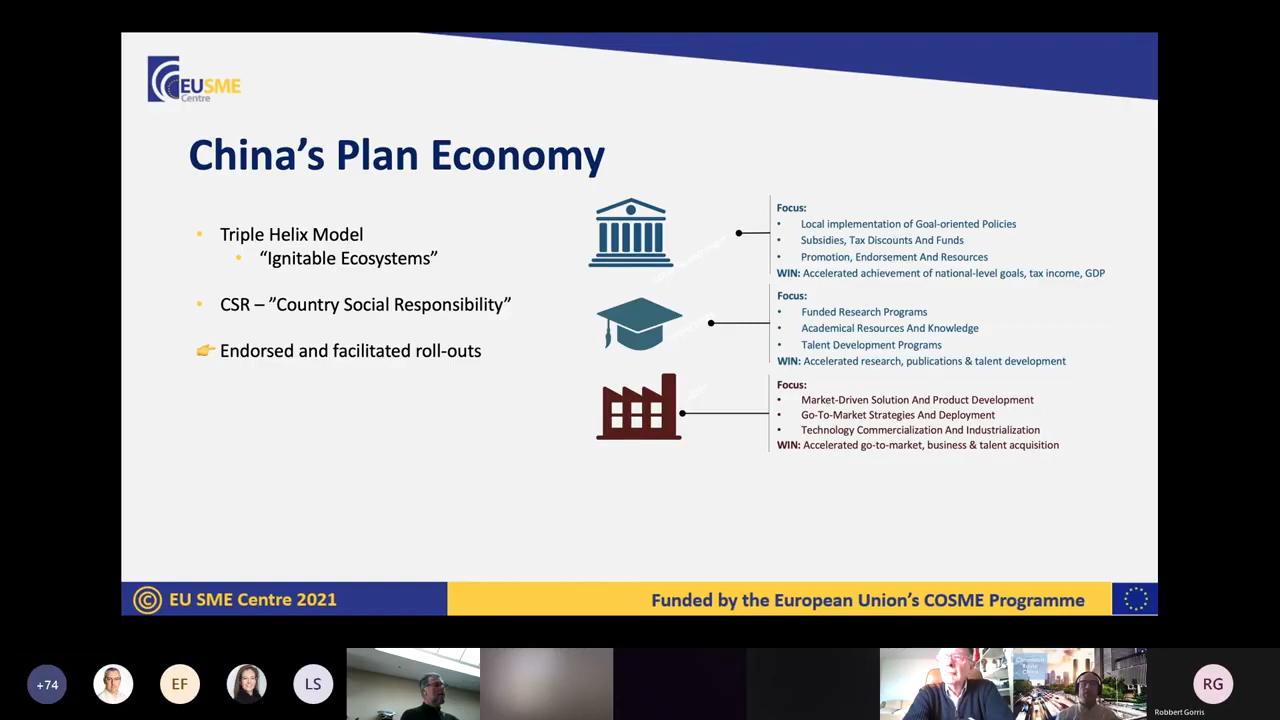 EUSME
Centre
China’s Plan Economy
• Triple Helix Model
• “Ignitable Ecosystems”
• CSR – ”Country Social Responsibility”
👉 Endorsed and facilitated roll-outs
Focus:
• Local implementation of Goal-oriented Policies
• Subsidies, Tax Discounts And Funds
• Promotion, Endorsement And Resources
WIN: Accelerated achievement of national-level goals, tax income, GDP
Focus:
• Funded Research Programs
• Academical Resources And Knowledge
• Talent Development Programs
WIN: Accelerated research, publications & talent development
Focus:
• Market-Driven Solution And Product Development
• Go-To-Market Strategies And Deployment
• Technology Commercialization And Industrialization
WIN: Accelerated go-to-market, business & talent acquisition
© EU SME Centre 2021
Funded by the European Union’s COSME Programme
+74
EF
LS
RG
Robbert Gorris